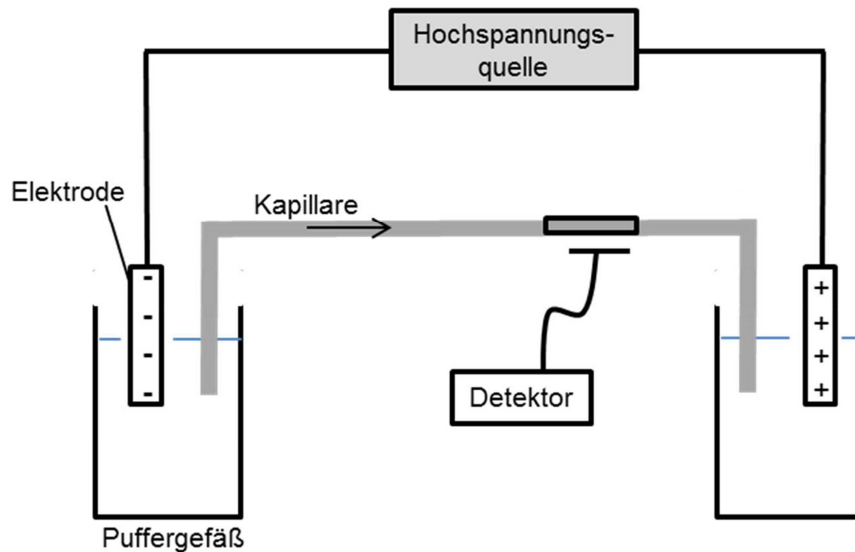 Hochspannungs-
quelle
Elektrode
Kapillare
-
-
-
-
+
+
+
+
Detektor
Puffergefäß